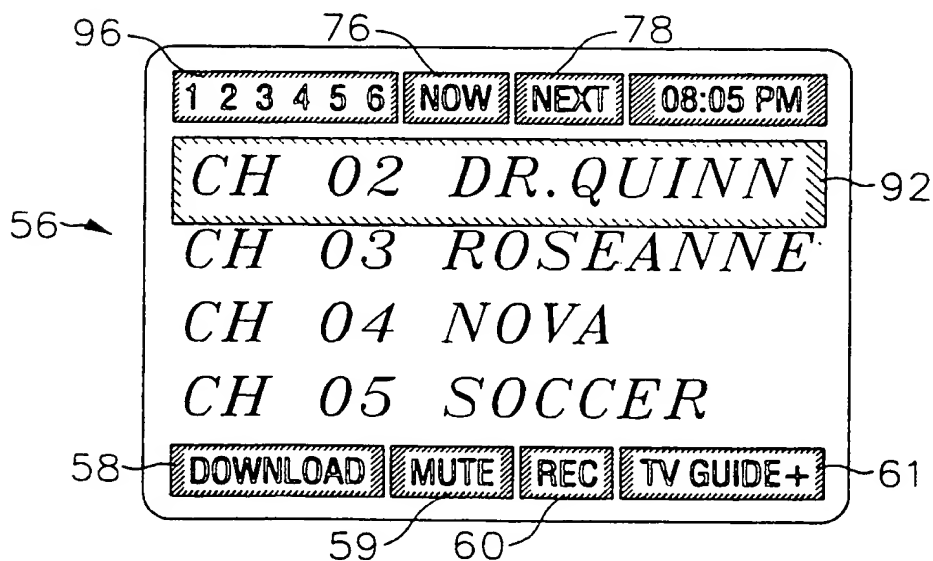 96 76 78
1 2 3 4 5 6 NOW NEXT 08:05 PM
CH 02 DR.QUINN 92
56
CH 03 ROSEANNE
CH 04 NOVA
CH 05 SOCCER
58 DOWNLOAD MUTE REC TV GUIDE+ 61
59 60